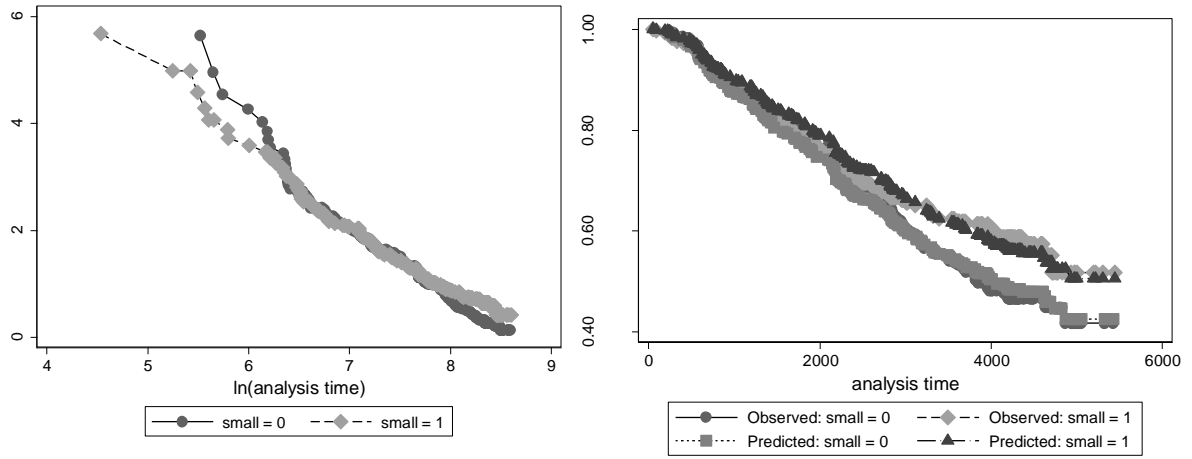 6
4
2
0
4
5
6
7
8
9
ln(analysis time)
small = 0
small = 1
1.00
0.80
0.60
0.40
0
2000
4000
6000
analysis time
Observed: small = 0
Observed: small = 1
Predicted: small = 0
Predicted: small = 1